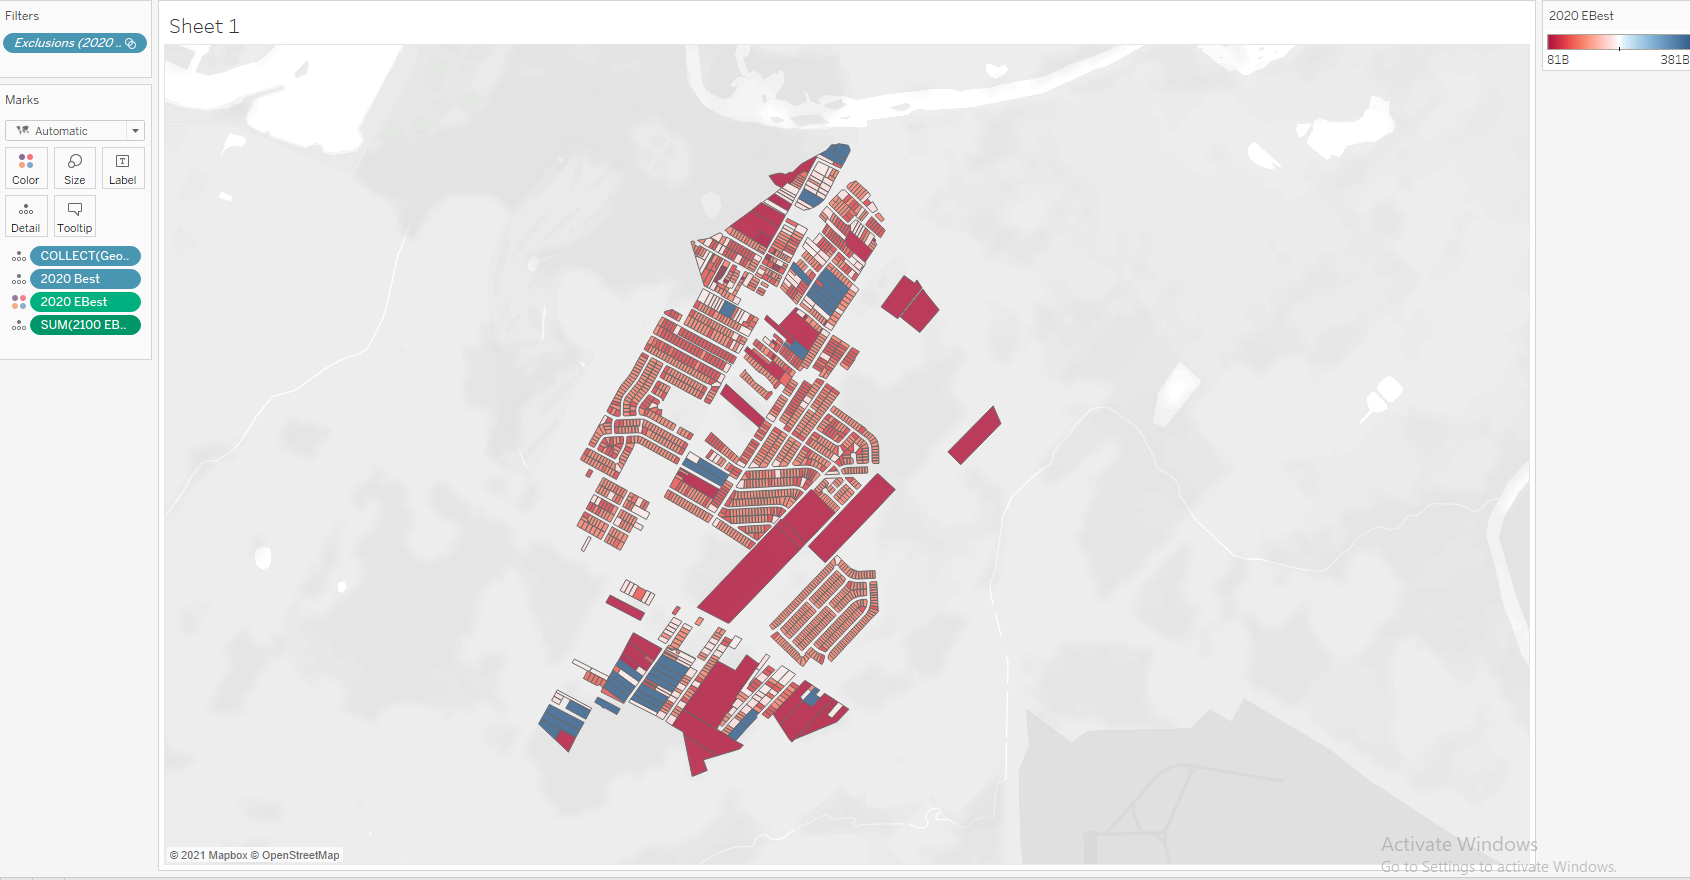 Filters
Exclusions (2020 ..
Marks
Automatic
Color
Size
Label
Detail
Tooltip
COLLECT(Geo..
2020 Best
2020 EBest
SUM(2100 EB..
Sheet 1
© 2021 Mapbox © OpenStreetMap
2020 EBest
81B 381B
Activate Windows
Go to Settings to activate Windows.